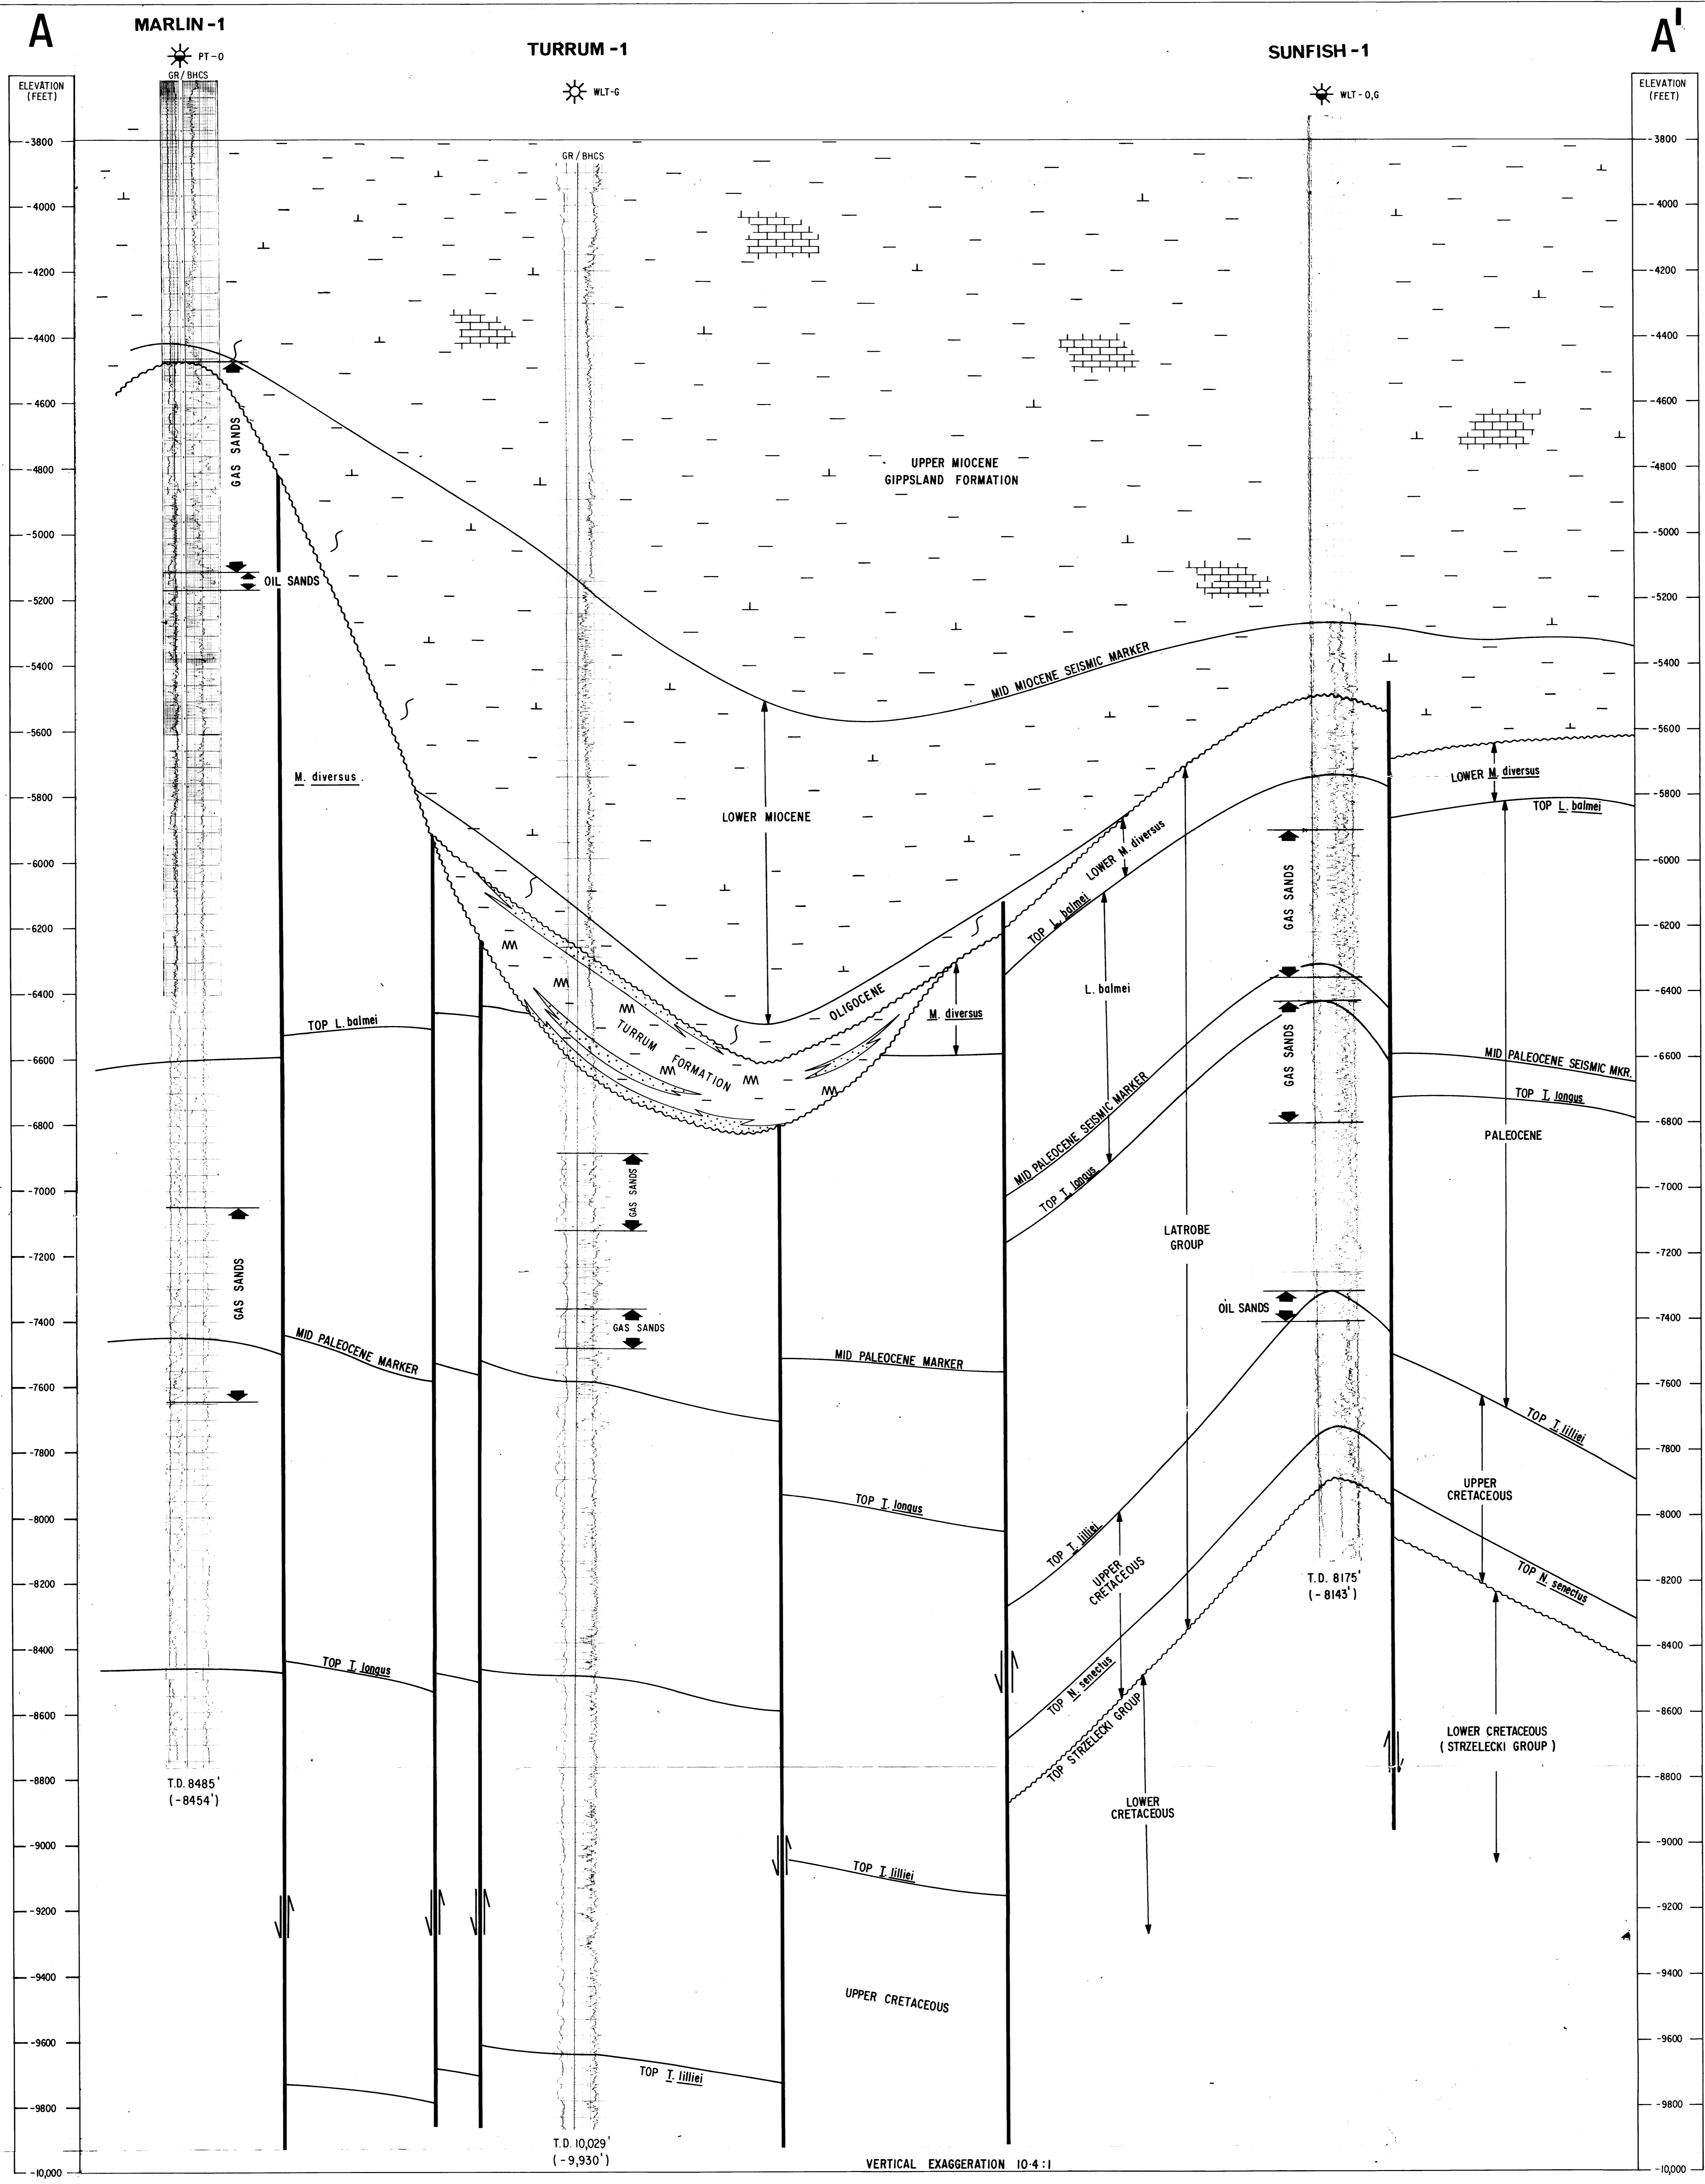 A
A'
MARLIN-1
PT-O
GR/BHCS
TURRUM-1
WLT-G
GR/BHCS
SUNFISH-1
WLT-O,G
ELEVATION
(FEET)
-3800
-4000
-4200
-4400
-4600
-4800
-5000
-5200
-5400
-5600
-5800
-6000
-6200
-6400
-6600
-6800
-7000
-7200
-7400
-7600
-7800
-8000
-8200
-8400
-8600
-8800
-9000
-9200
-9400
-9600
-9800
-10,000
GAS SANDS
OIL SANDS
M. diversus.
TOP L. balmei
GAS SANDS
MID PALEOCENE MARKER
TOP T. longus
T.D. 8485'
(-8454')
UPPER MIOCENE
GIPPSLAND FORMATION
MID MIOCENE SEISMIC MARKER
LOWER MIOCENE
OLIGOCENE
TURRUM
FORMATION
M. diversus
GAS SANDS
GAS SANDS
MID PALEOCENE MARKER
TOP T. longus
TOP T. lilliei
UPPER CRETACEOUS
TOP T. lilliei
T.D. 10,029'
(-9,930')
LOWER M. diversus
TOP L. balmei
L. balmei
MID PALEOCENE SEISMIC MARKER
TOP T. longus
LATROBE
GROUP
TOP T. lilliei
UPPER
CRETACEOUS
TOP N. senectus
TOP STRZELECKI GROUP
LOWER
CRETACEOUS
GAS SANDS
GAS SANDS
OIL SANDS
T.D. 8175'
(-8143')
LOWER M. diversus
TOP L. balmei
MID PALEOCENE SEISMIC MKR.
TOP T. longus
PALEOCENE
TOP T. lilliei
UPPER
CRETACEOUS
TOP N. senectus
LOWER CRETACEOUS
(STRZELECKI GROUP)
ELEVATION
(FEET)
-3800
-4000
-4200
-4400
-4600
-4800
-5000
-5200
-5400
-5600
-5800
-6000
-6200
-6400
-6600
-6800
-7000
-7200
-7400
-7600
-7800
-8000
-8200
-8400
-8600
-8800
-9000
-9200
-9400
-9600
-9800
-10,000
VERTICAL EXAGGERATION 10·4:1